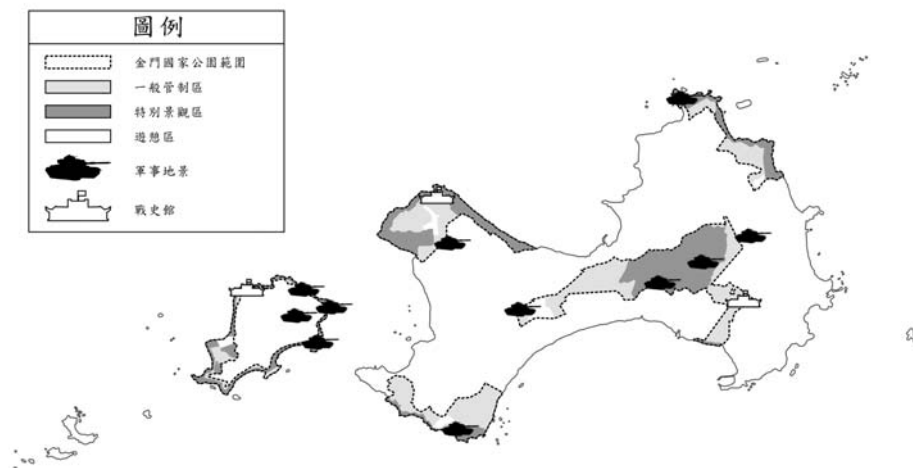 圖例
金門國家公園範圍
一般管制區
特別景觀區
遊憩區
軍事地景
戰史館